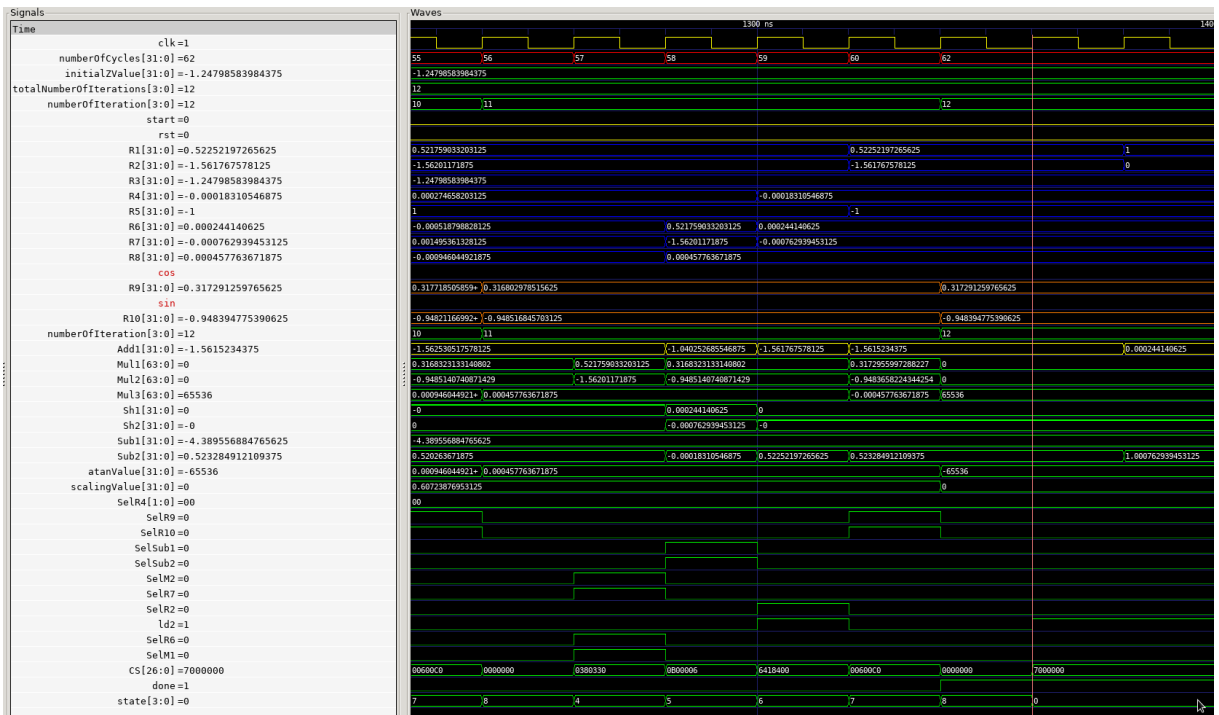 Signals
Waves
Time
1300 ns
140
clk=1
numberOfCycles[31:0]=62 55 56 57 58 59 60 62
initialZValue[31:0]=-1.24798583984375 -1.24798583984375
totalNumberOfIterations[3:0]=12 12
numberOfIteration[3:0]=12 10 11 12
start=0
rst=0
R1[31:0]=0.52252197265625 0.521759033203125 0.52252197265625 1
R2[31:0]=-1.561767578125 -1.56201171875 -1.561767578125 0
R3[31:0]=-1.24798583984375 -1.24798583984375
R4[31:0]=-0.00018310546875 0.000274658203125 -0.00018310546875
R5[31:0]=-1 1 -1
R6[31:0]=0.000244140625 -0.000518798828125 0.521759033203125 0.000244140625
R7[31:0]=-0.000762939453125 0.001495361328125 -1.56201171875 -0.000762939453125
R8[31:0]=0.000457763671875 -0.000946044921875 0.000457763671875
cos
R9[31:0]=0.317291259765625 0.317718505859+ 0.316802978515625 0.317291259765625
sin
R10[31:0]=-0.948394775390625 -0.94821166992+ -0.948516845703125 -0.948394775390625
numberOfIteration[3:0]=12 10 11 12
Add1[31:0]=-1.5615234375 -1.562530517578125 -1.040252685546875 -1.561767578125 -1.5615234375 0.000244140625
Mul1[63:0]=0 0.3168323133140802 0.521759033203125 0.3168323133140802 0.3172955997288227 0
Mul2[63:0]=0 -0.9485140740871429 -1.56201171875 -0.9485140740871429 -0.9483658224344254 0
Mul3[63:0]=65536 0.000946044921+ 0.000457763671875 -0.000457763671875 65536
Sh1[31:0]=0 -0 0.000244140625 0
Sh2[31:0]=-0 0 -0.000762939453125 -0
Sub1[31:0]=-4.389556884765625 -4.389556884765625
Sub2[31:0]=0.523284912109375 0.520263671875 -0.00018310546875 0.52252197265625 0.523284912109375 1.000762939453125
atanValue[31:0]=-65536 0.000946044921+ 0.000457763671875 -65536
scalingValue[31:0]=0 0.60723876953125 0
SelR4[1:0]=00 00
SelR9=0
SelR10=0
SelSub1=0
SelSub2=0
SelM2=0
SelR7=0
SelR2=0
ld2=1
SelR6=0
SelM1=0
CS[26:0]=7000000 00600C0 0000000 0380330 0B00006 6418400 00600C0 0000000 7000000
done=1
state[3:0]=0 7 8 4 5 6 7 8 0